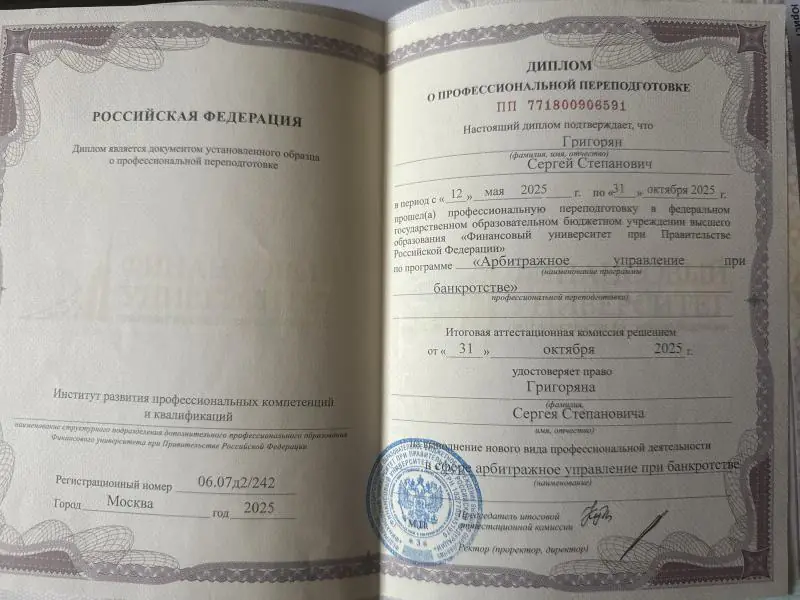 РОССИЙСКАЯ ФЕДЕРАЦИЯ
Диплом является документом установленного образца
о профессиональной переподготовке
Институт развития профессиональных компетенций
и квалификаций
наименование структурного подразделения дополнительного профессионального образования
Финансового университета при Правительстве Российской Федерации
Регистрационный номер 06.07д2/242
Город Москва год 2025
ДИПЛОМ
О ПРОФЕССИОНАЛЬНОЙ ПЕРЕПОДГОТОВКЕ
ПП 771800906591
Настоящий диплом подтверждает, что
Григорян
(фамилия, имя, отчество)
Сергей Степанович
в период с «12» мая 2025 г. по «31» октября 2025 г.
прошел(а) профессиональную переподготовку в федеральном
государственном образовательном бюджетном учреждении высшего
образования «Финансовый университет при Правительстве
Российской Федерации»
по программе «Арбитражное управление при
(наименование программы
банкротстве»
профессиональной переподготовки)
Итоговая аттестационная комиссия решением
от «31» октября 2025 г.
удостоверяет право
Григоряна
(фамилия,
Сергея Степановича
имя, отчество)
на выполнение нового вида профессиональной деятельности
в сфере арбитражное управление при банкротстве
(наименование)
М.П.
Председатель итоговой
аттестационной комиссии
Ректор (проректор, директор)